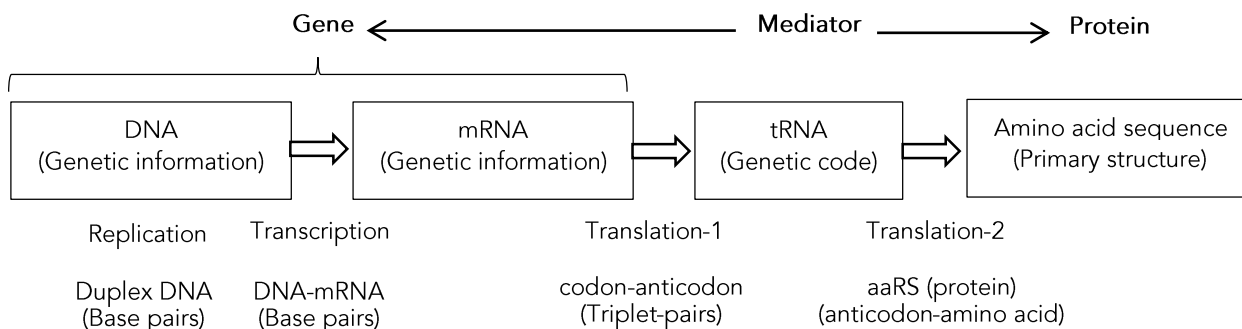 Gene Mediator Protein
DNA
(Genetic information)
mRNA
(Genetic information)
tRNA
(Genetic code)
Amino acid sequence
(Primary structure)
Replication Transcription Translation-1 Translation-2
Duplex DNA
(Base pairs)
DNA-mRNA
(Base pairs)
codon-anticodon
(Triplet-pairs)
aaRS (protein)
(anticodon-amino acid)